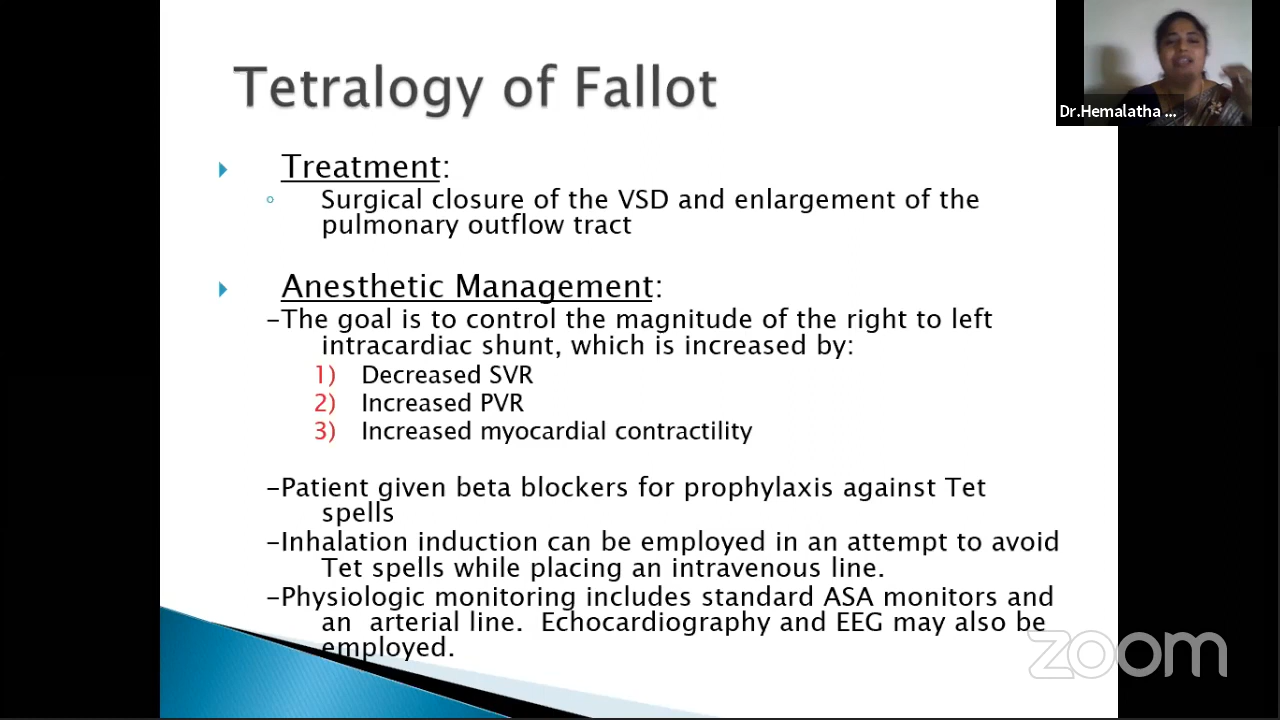 Tetralogy of Fallot
Dr.Hemalatha ...
Treatment:
Surgical closure of the VSD and enlargement of the
pulmonary outflow tract
Anesthetic Management:
-The goal is to control the magnitude of the right to left
intracardiac shunt, which is increased by:
1) Decreased SVR
2) Increased PVR
3) Increased myocardial contractility
-Patient given beta blockers for prophylaxis against Tet
spells
-Inhalation induction can be employed in an attempt to avoid
Tet spells while placing an intravenous line.
-Physiologic monitoring includes standard ASA monitors and
an arterial line. Echocardiography and EEG may also be
employed.
zoom